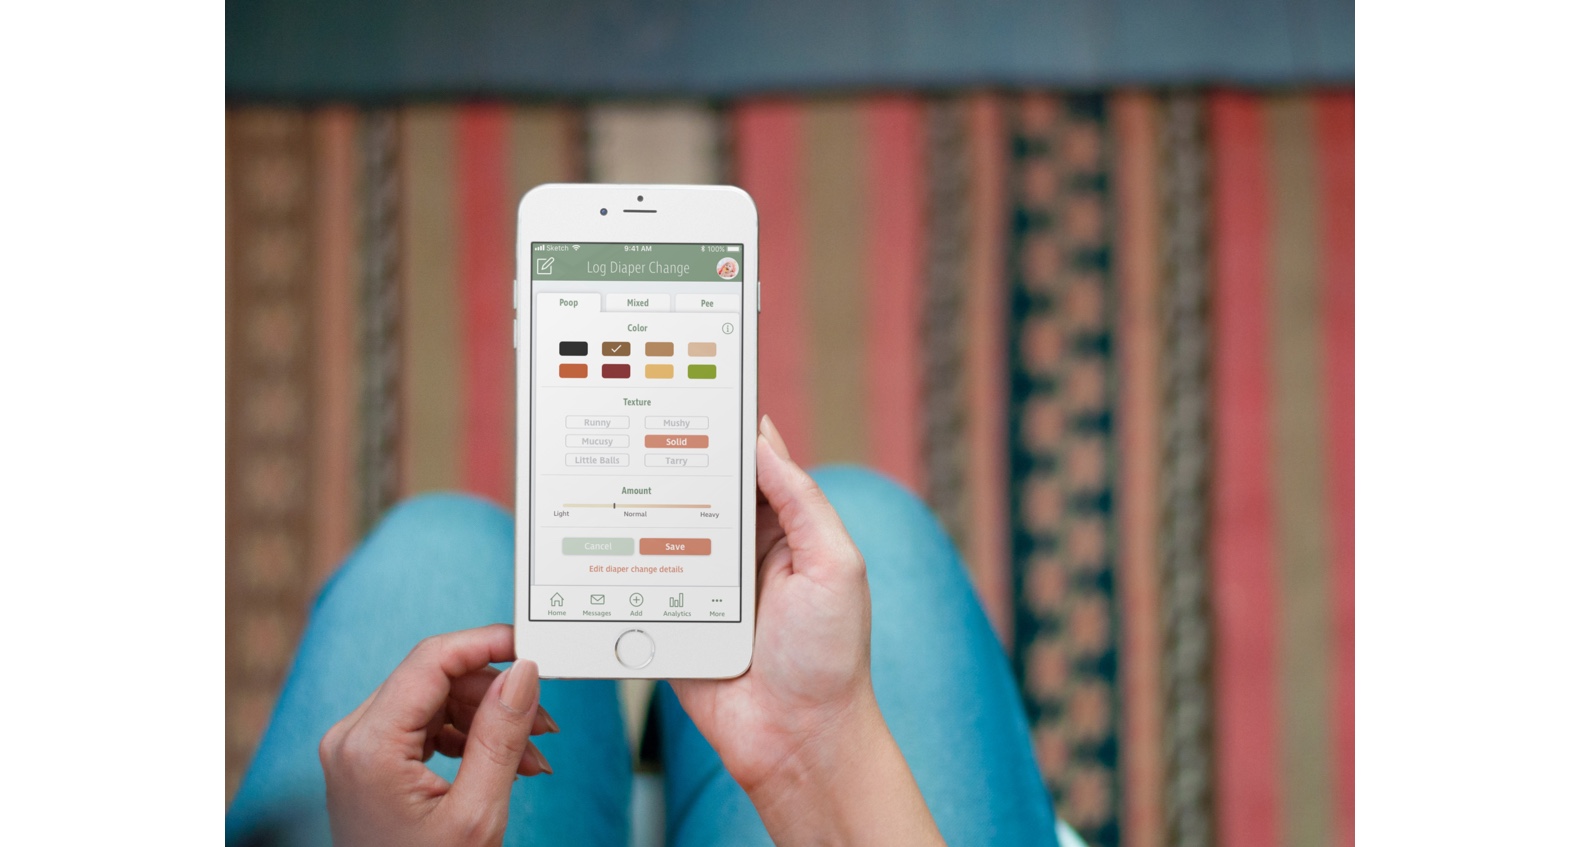 Sketch 9:41 AM 100%
Log Diaper Change
Poop Mixed Pee
Color
Texture
Runny Mushy
Mucusy Solid
Little Balls Tarry
Amount
Light Normal Heavy
Cancel Save
Edit diaper change details
Home Messages Add Analytics More